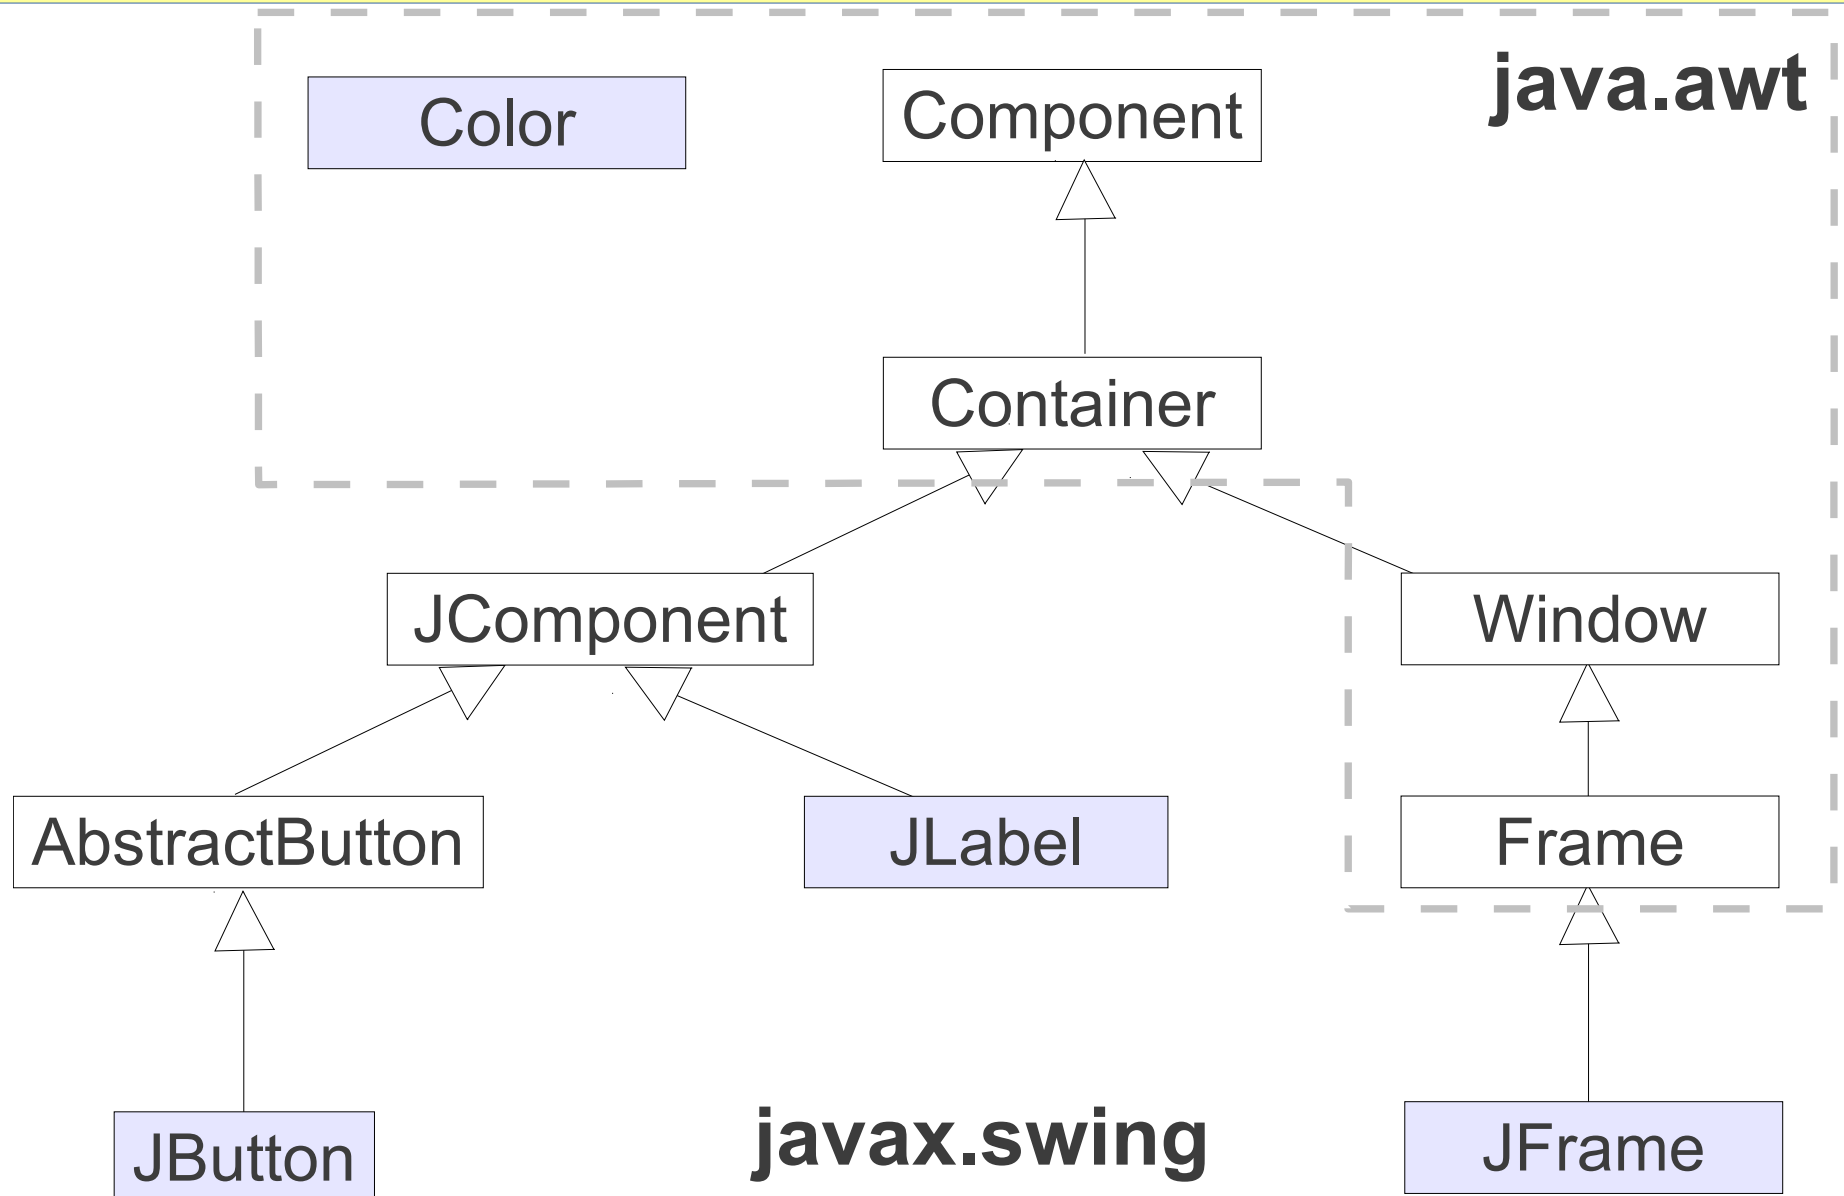 java.awt
Color
Component
Container
JComponent
Window
AbstractButton
JLabel
Frame
JButton
javax.swing
JFrame